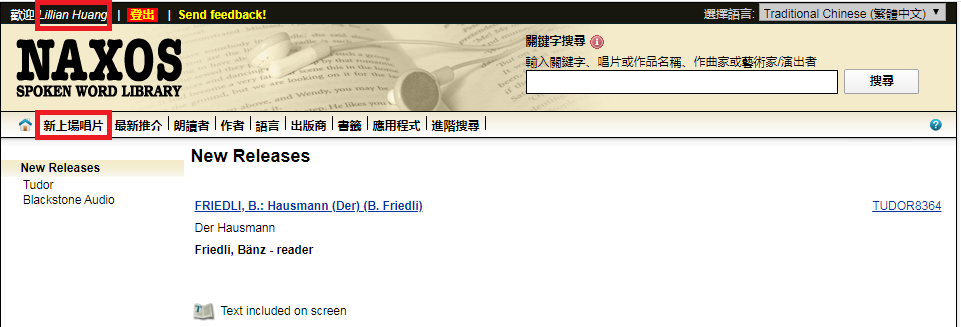 歡迎 Lillian Huang | 登出 | Send feedback! 選擇語言: Traditional Chinese (繁體中文)
NAXOS
SPOKEN WORD LIBRARY
關鍵字搜尋
輸入關鍵字、唱片或作品名稱、作曲家或藝術家/演出者
搜尋
新上場唱片 | 最新推介 | 朗讀者 | 作者 | 語言 | 出版商 | 書籤 | 應用程式 | 進階搜尋 | ?
New Releases
Tudor
Blackstone Audio
New Releases
FRIEDLI, B.: Hausmann (Der) (B. Friedli) TUDOR8364
Der Hausmann
Friedli, Bänz - reader
Text included on screen